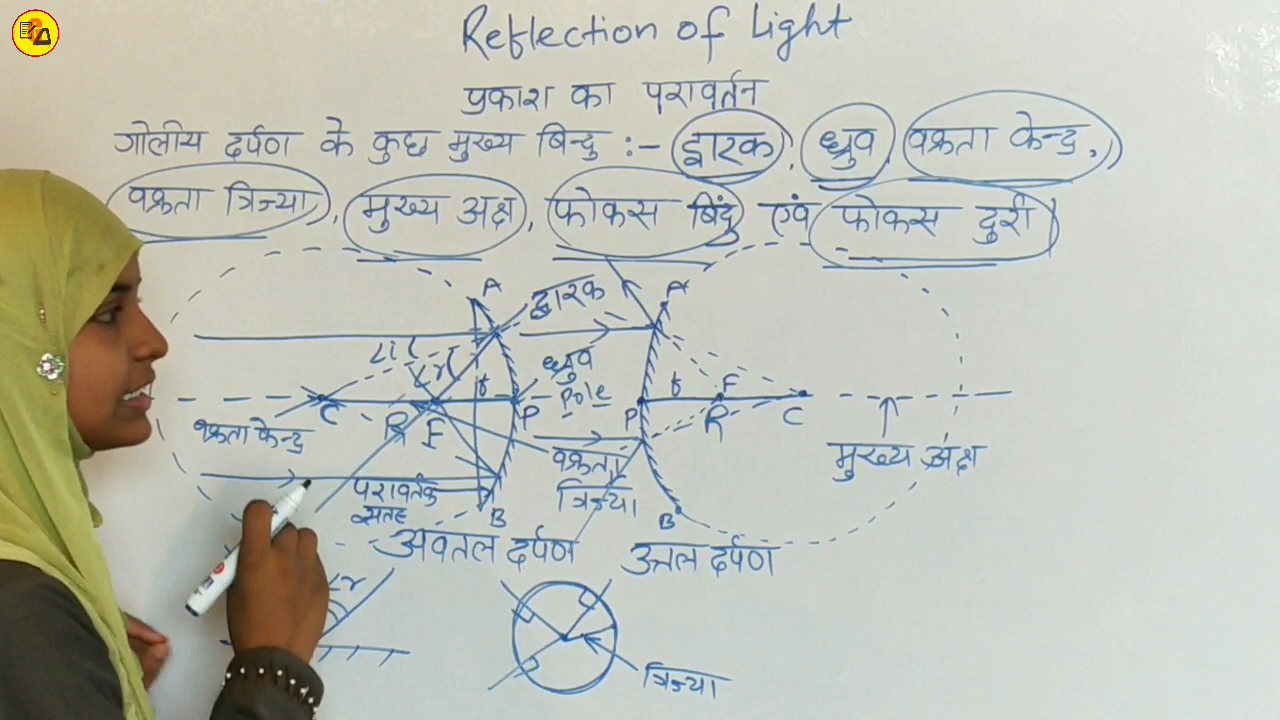 Reflection of Light
प्रकाश का परावर्तन
गोलीय दर्पण के कुछ मुख्य बिन्दु :- द्वारक, ध्रुव, वक्रता केन्द्र,
वक्रता त्रिज्या, मुख्य अक्ष, फोकस बिंदु एवं फोकस दुरी
A द्वारक A
∠i ∠r ध्रुव
f P Pole f F
C R F P R C
वक्रता केन्द्र वक्रता मुख्य अक्ष
परावर्तक त्रिज्या
सतह B B
अवतल दर्पण उत्तल दर्पण
∠r
त्रिज्या